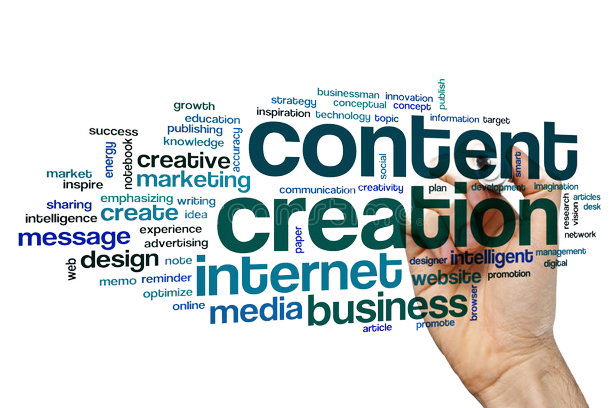 publish
businessman innovation
strategy conceptual concept
growth
inspiration technology topic
information target
education
publishing
success
knowledge
accuracy
energy
notebook
creative
content
social
smart
market
marketing
inspire
communication creativity
plan development Imagination
emphasizing writing
sharing
articles
desk
vision
research
intelligence
create idea
creation
paper
message
experience
advertising
network
web
design note
internet
designer intelligent management
digital
memo reminder
website promotion
optimize
browser
online
media business
article promote